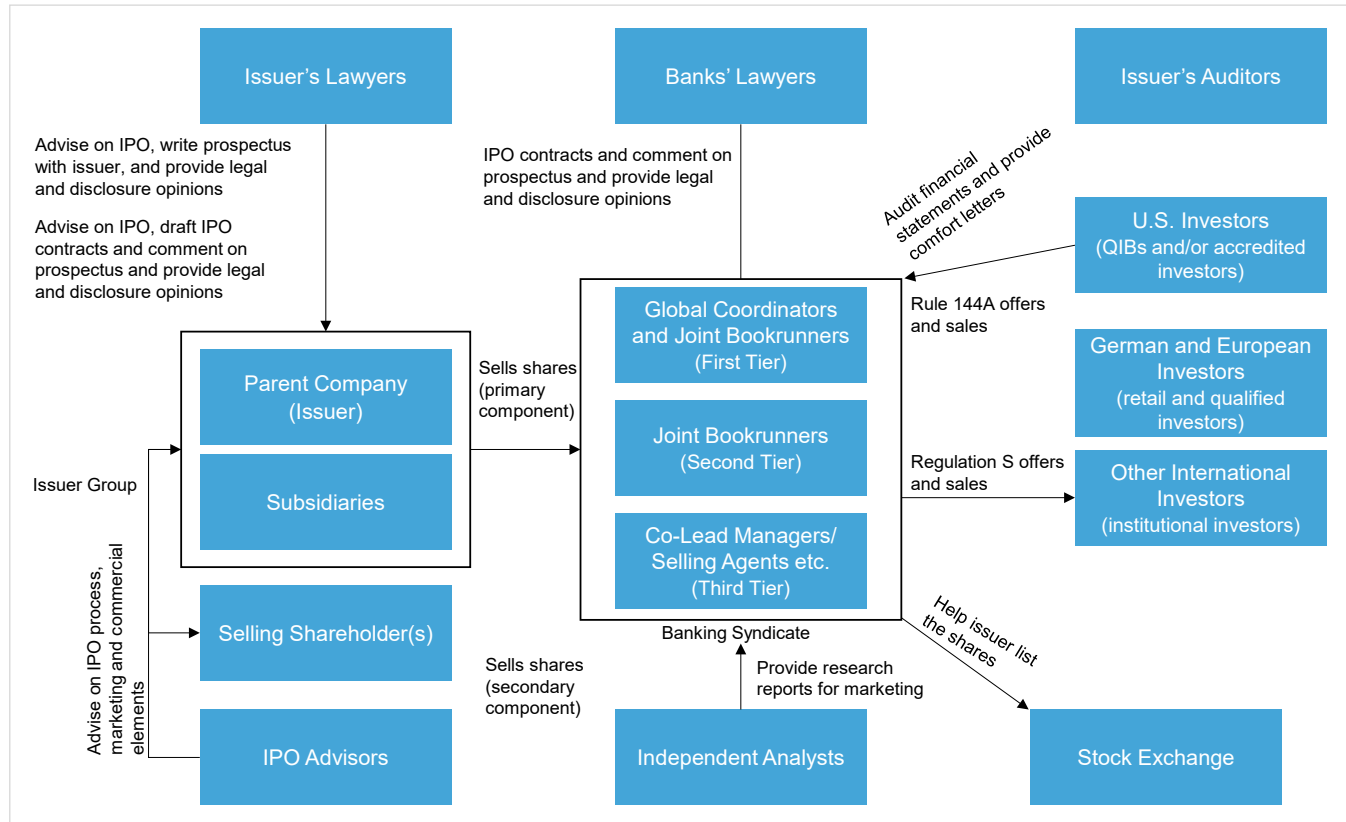 Issuer’s Lawyers
Banks’ Lawyers
Issuer’s Auditors
Advise on IPO, write prospectus
with issuer, and provide legal
and disclosure opinions
Advise on IPO, draft IPO
contracts and comment on
prospectus and provide legal
and disclosure opinions
IPO contracts and comment on
prospectus and provide legal
and disclosure opinions
Audit financial
statements and provide
comfort letters
U.S. Investors
(QIBs and/or accredited
investors)
Rule 144A offers
and sales
German and European
Investors
(retail and qualified
investors)
Regulation S offers
and sales
Other International
Investors
(institutional investors)
Global Coordinators
and Joint Bookrunners
(First Tier)
Joint Bookrunners
(Second Tier)
Co-Lead Managers/
Selling Agents etc.
(Third Tier)
Banking Syndicate
Sells shares
(primary
component)
Parent Company
(Issuer)
Subsidiaries
Issuer Group
Advise on IPO process,
marketing and commercial
elements
Selling Shareholder(s)
IPO Advisors
Sells shares
(secondary
component)
Provide research
reports for marketing
Independent Analysts
Help issuer list
the shares
Stock Exchange